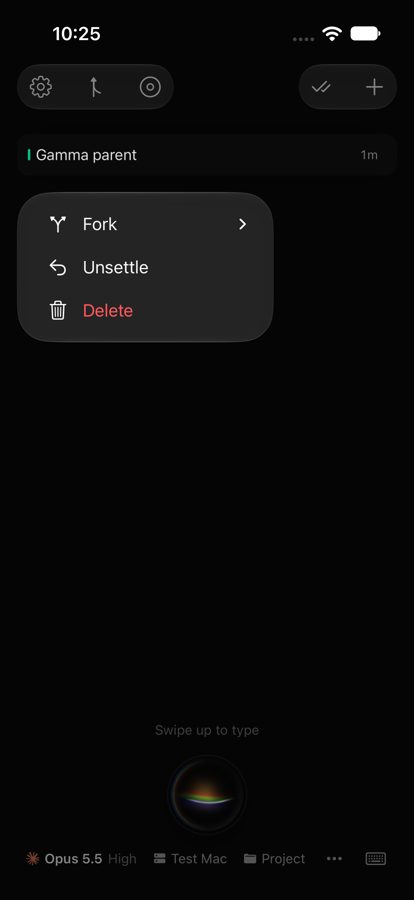 10:25
Gamma parent 1m
Fork
Unsettle
Delete
Swipe up to type
Opus 5.5 High Test Mac Project